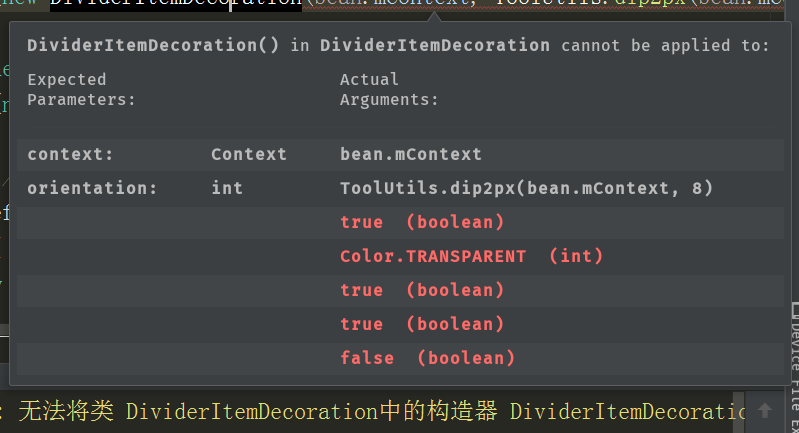 new DividerItemDecoration(bean.mContext, ToolUtils.dip2px(bean.mC
DividerItemDecoration() in DividerItemDecoration cannot be applied to:
Expected Parameters:
Actual Arguments:
context: Context bean.mContext
orientation: int ToolUtils.dip2px(bean.mContext, 8)
true (boolean)
Color.TRANSPARENT (int)
true (boolean)
true (boolean)
false (boolean)
: 无法将类 DividerItemDecoration中的构造器 DividerItemDecoratio
Device File Ex